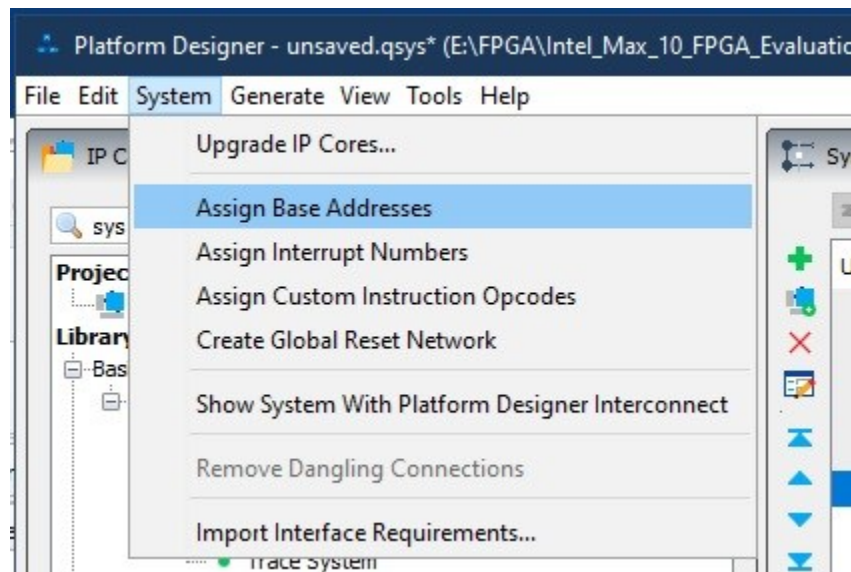 Platform Designer - unsaved.qsys* (E:\FPGA\Intel_Max_10_FPGA_Evaluatio
File Edit System Generate View Tools Help
IP C
Sy
sys
Projec
Library
Bas
Upgrade IP Cores...
Assign Base Addresses
Assign Interrupt Numbers
Assign Custom Instruction Opcodes
Create Global Reset Network
Show System With Platform Designer Interconnect
Remove Dangling Connections
Import Interface Requirements...
Trace System
U